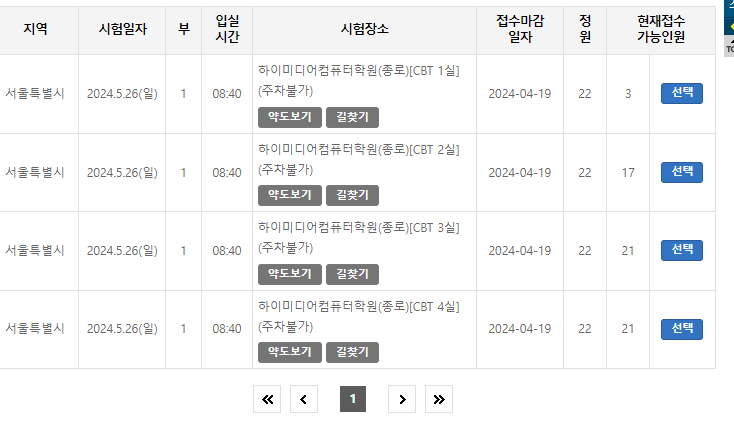 지역 시험일자 부 입실 시간 시험장소 접수마감 일자 정 원 현재접수 가능인원
서울특별시 2024.5.26(일) 1 08:40 하이미디어컴퓨터학원(종로)[CBT 1실] 2024-04-19 22 3 선택
(주차불가)
약도보기 길찾기
서울특별시 2024.5.26(일) 1 08:40 하이미디어컴퓨터학원(종로)[CBT 2실] 2024-04-19 22 17 선택
(주차불가)
약도보기 길찾기
서울특별시 2024.5.26(일) 1 08:40 하이미디어컴퓨터학원(종로)[CBT 3실] 2024-04-19 22 21 선택
(주차불가)
약도보기 길찾기
서울특별시 2024.5.26(일) 1 08:40 하이미디어컴퓨터학원(종로)[CBT 4실] 2024-04-19 22 21 선택
(주차불가)
약도보기 길찾기
1